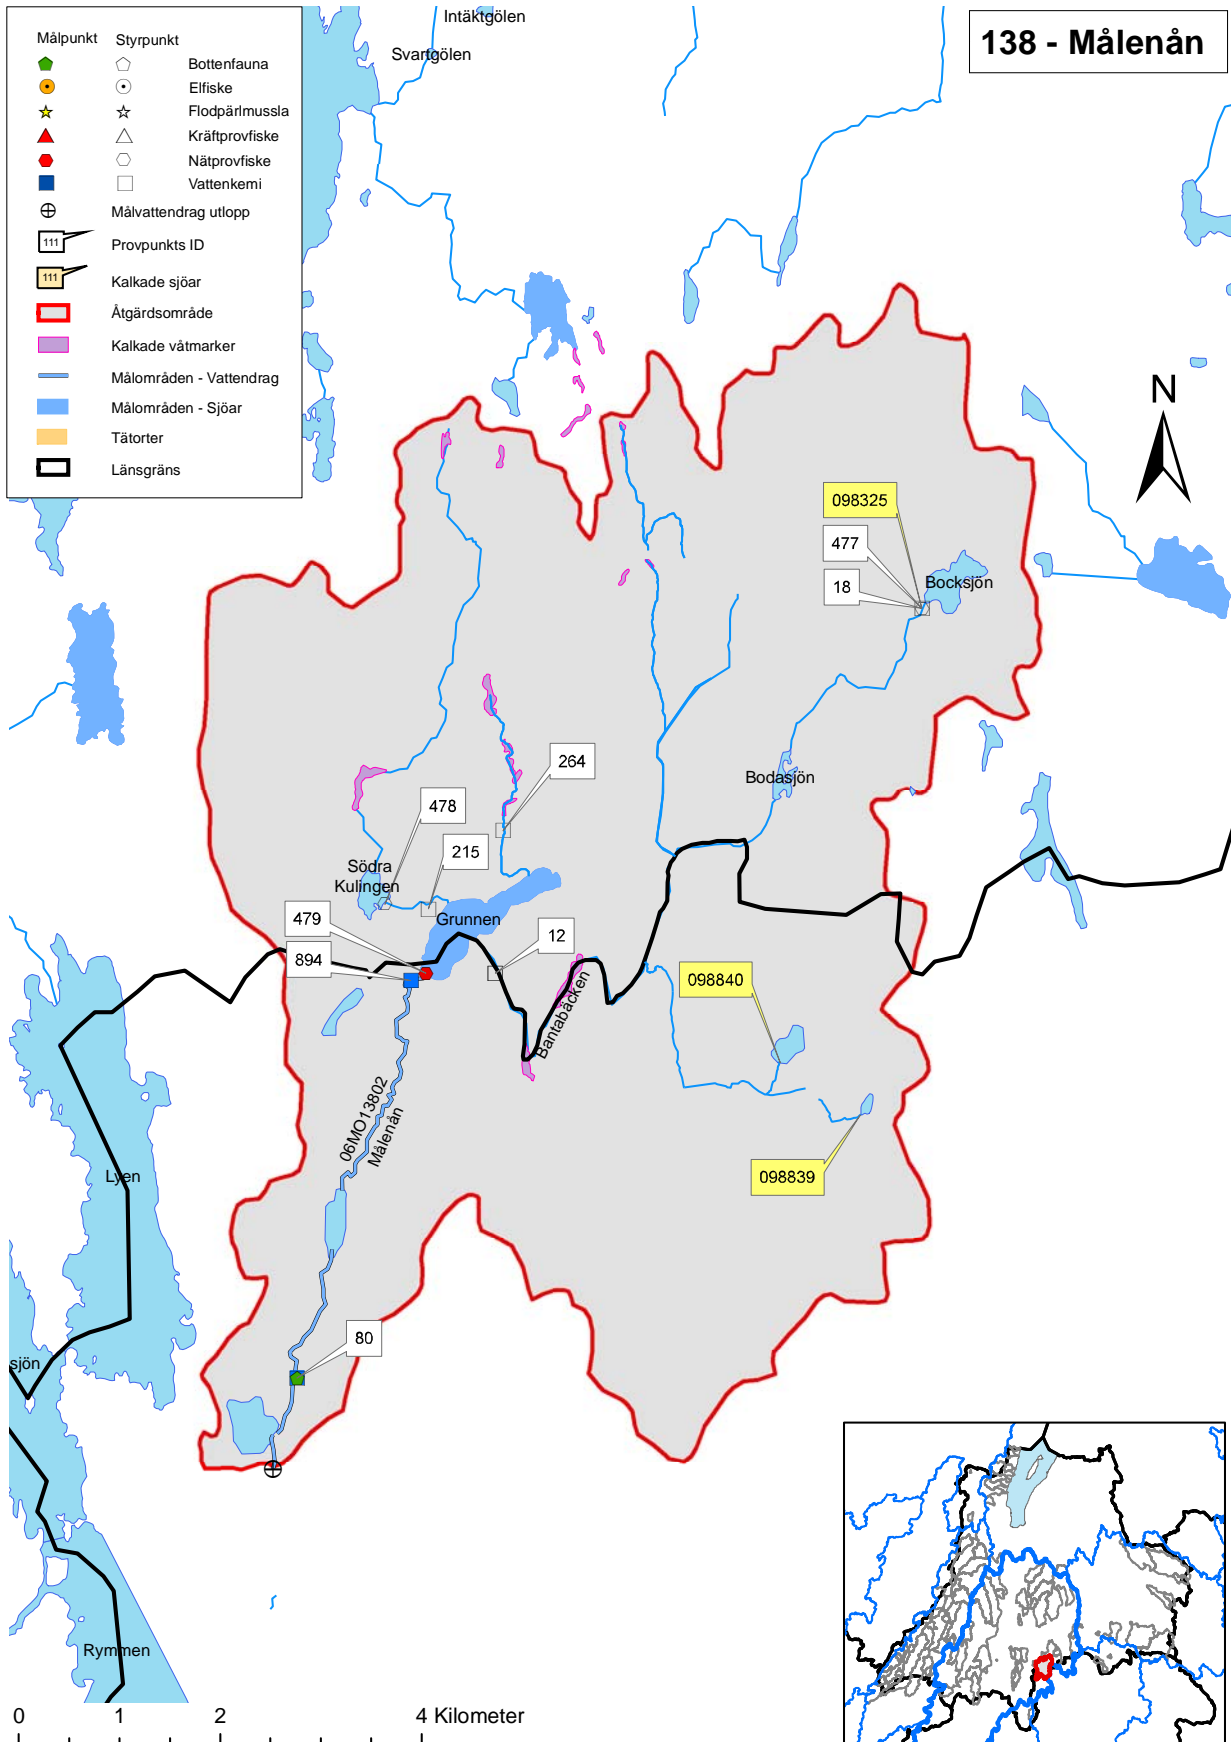 138 - Målenån
Målpunkt Styrpunkt
Bottenfauna
Elfiske
Flodpärlmussla
Kräftprovfiske
Nätprovfiske
Vattenkemi
Målvattendrag utlopp
111 Provpunkts ID
111 Kalkade sjöar
Åtgärdsområde
Kalkade våtmarker
Målområden - Vattendrag
Målområden - Sjöar
Tätorter
Länsgräns
Intäktgölen
Svartgölen
N
098325
477
18
Bocksjön
264
Bodasjön
478
215
Södra
Kulingen
479
Grunnen
894
12
098840
Bantabäcken
06MO13802
Målenån
098839
Lyen
80
sjön
Rymmen
0 1 2 4 Kilometer